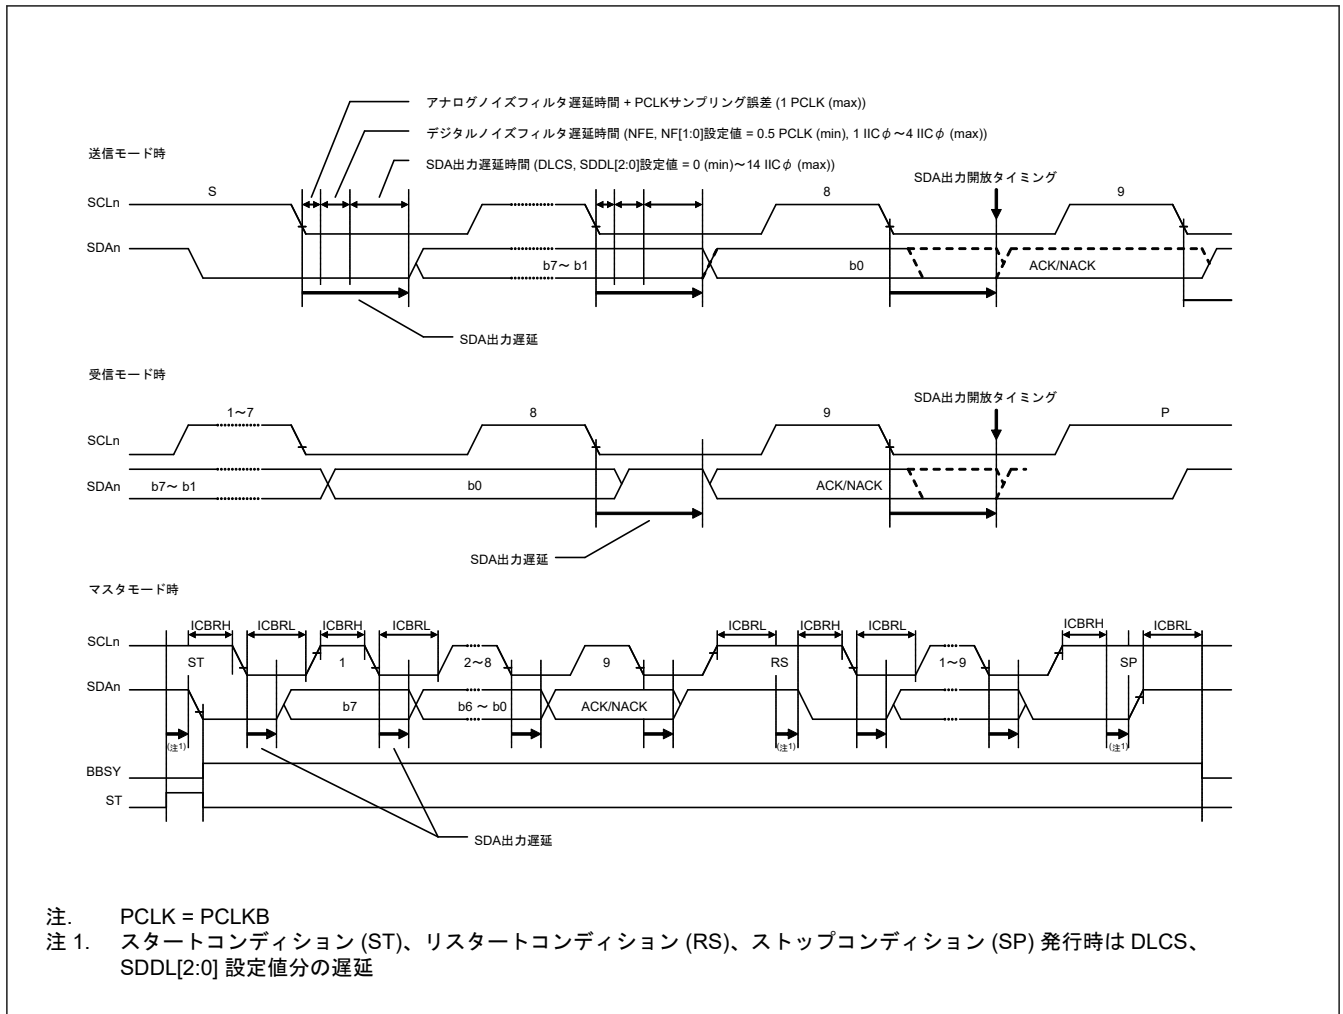 アナログノイズフィルタ遅延時間 + PCLKサンプリング誤差 (1 PCLK (max))
デジタルノイズフィルタ遅延時間 (NFE, NF[1:0]設定値 = 0.5 PCLK (min), 1 IICφ～4 IICφ (max))
送信モード時
SDA出力遅延時間 (DLCS, SDDL[2:0]設定値 = 0 (min)～14 IICφ (max))
SDA出力開放タイミング
S 8 9
SCLn
SDAn
b7～ b1 b0 ACK/NACK
SDA出力遅延
受信モード時
SDA出力開放タイミング
1～7 8 9 P
SCLn
SDAn b7～ b1 b0 ACK/NACK
SDA出力遅延
マスタモード時
ICBRH ICBRL ICBRH ICBRL ICBRL ICBRH ICBRL ICBRH ICBRL
SCLn
ST 1 2～8 9 RS 1～9 SP
SDAn
b7 b6 ～ b0 ACK/NACK
(注1) (注1) (注1)
BBSY
ST
SDA出力遅延
注. PCLK = PCLKB
注 1. スタートコンディション (ST)、リスタートコンディション (RS)、ストップコンディション (SP) 発行時は DLCS、
SDDL[2:0] 設定値分の遅延